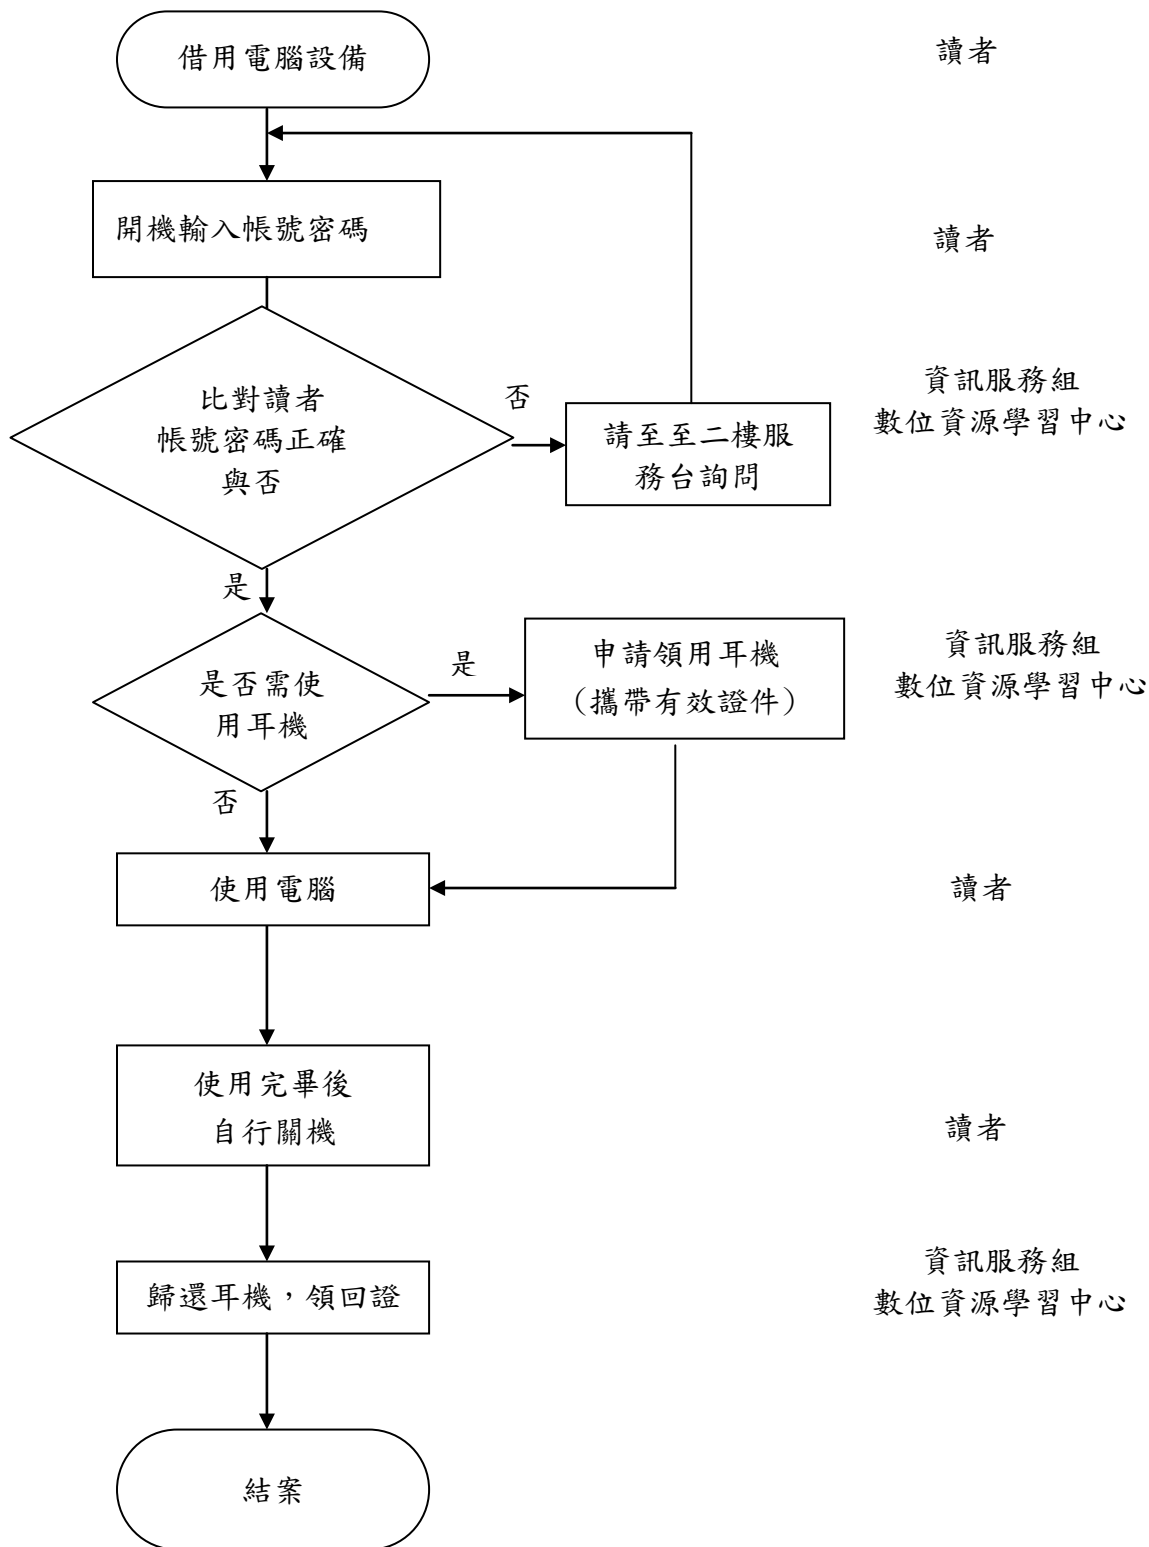 借用電腦設備
讀者
開機輸入帳號密碼
讀者
比對讀者
帳號密碼正確
與否
否
請至至二樓服
務台詢問
資訊服務組
數位資源學習中心
是
是否需使
用耳機
是
申請領用耳機
（攜帶有效證件）
資訊服務組
數位資源學習中心
否
使用電腦
讀者
使用完畢後
自行關機
讀者
歸還耳機，領回證
資訊服務組
數位資源學習中心
結案